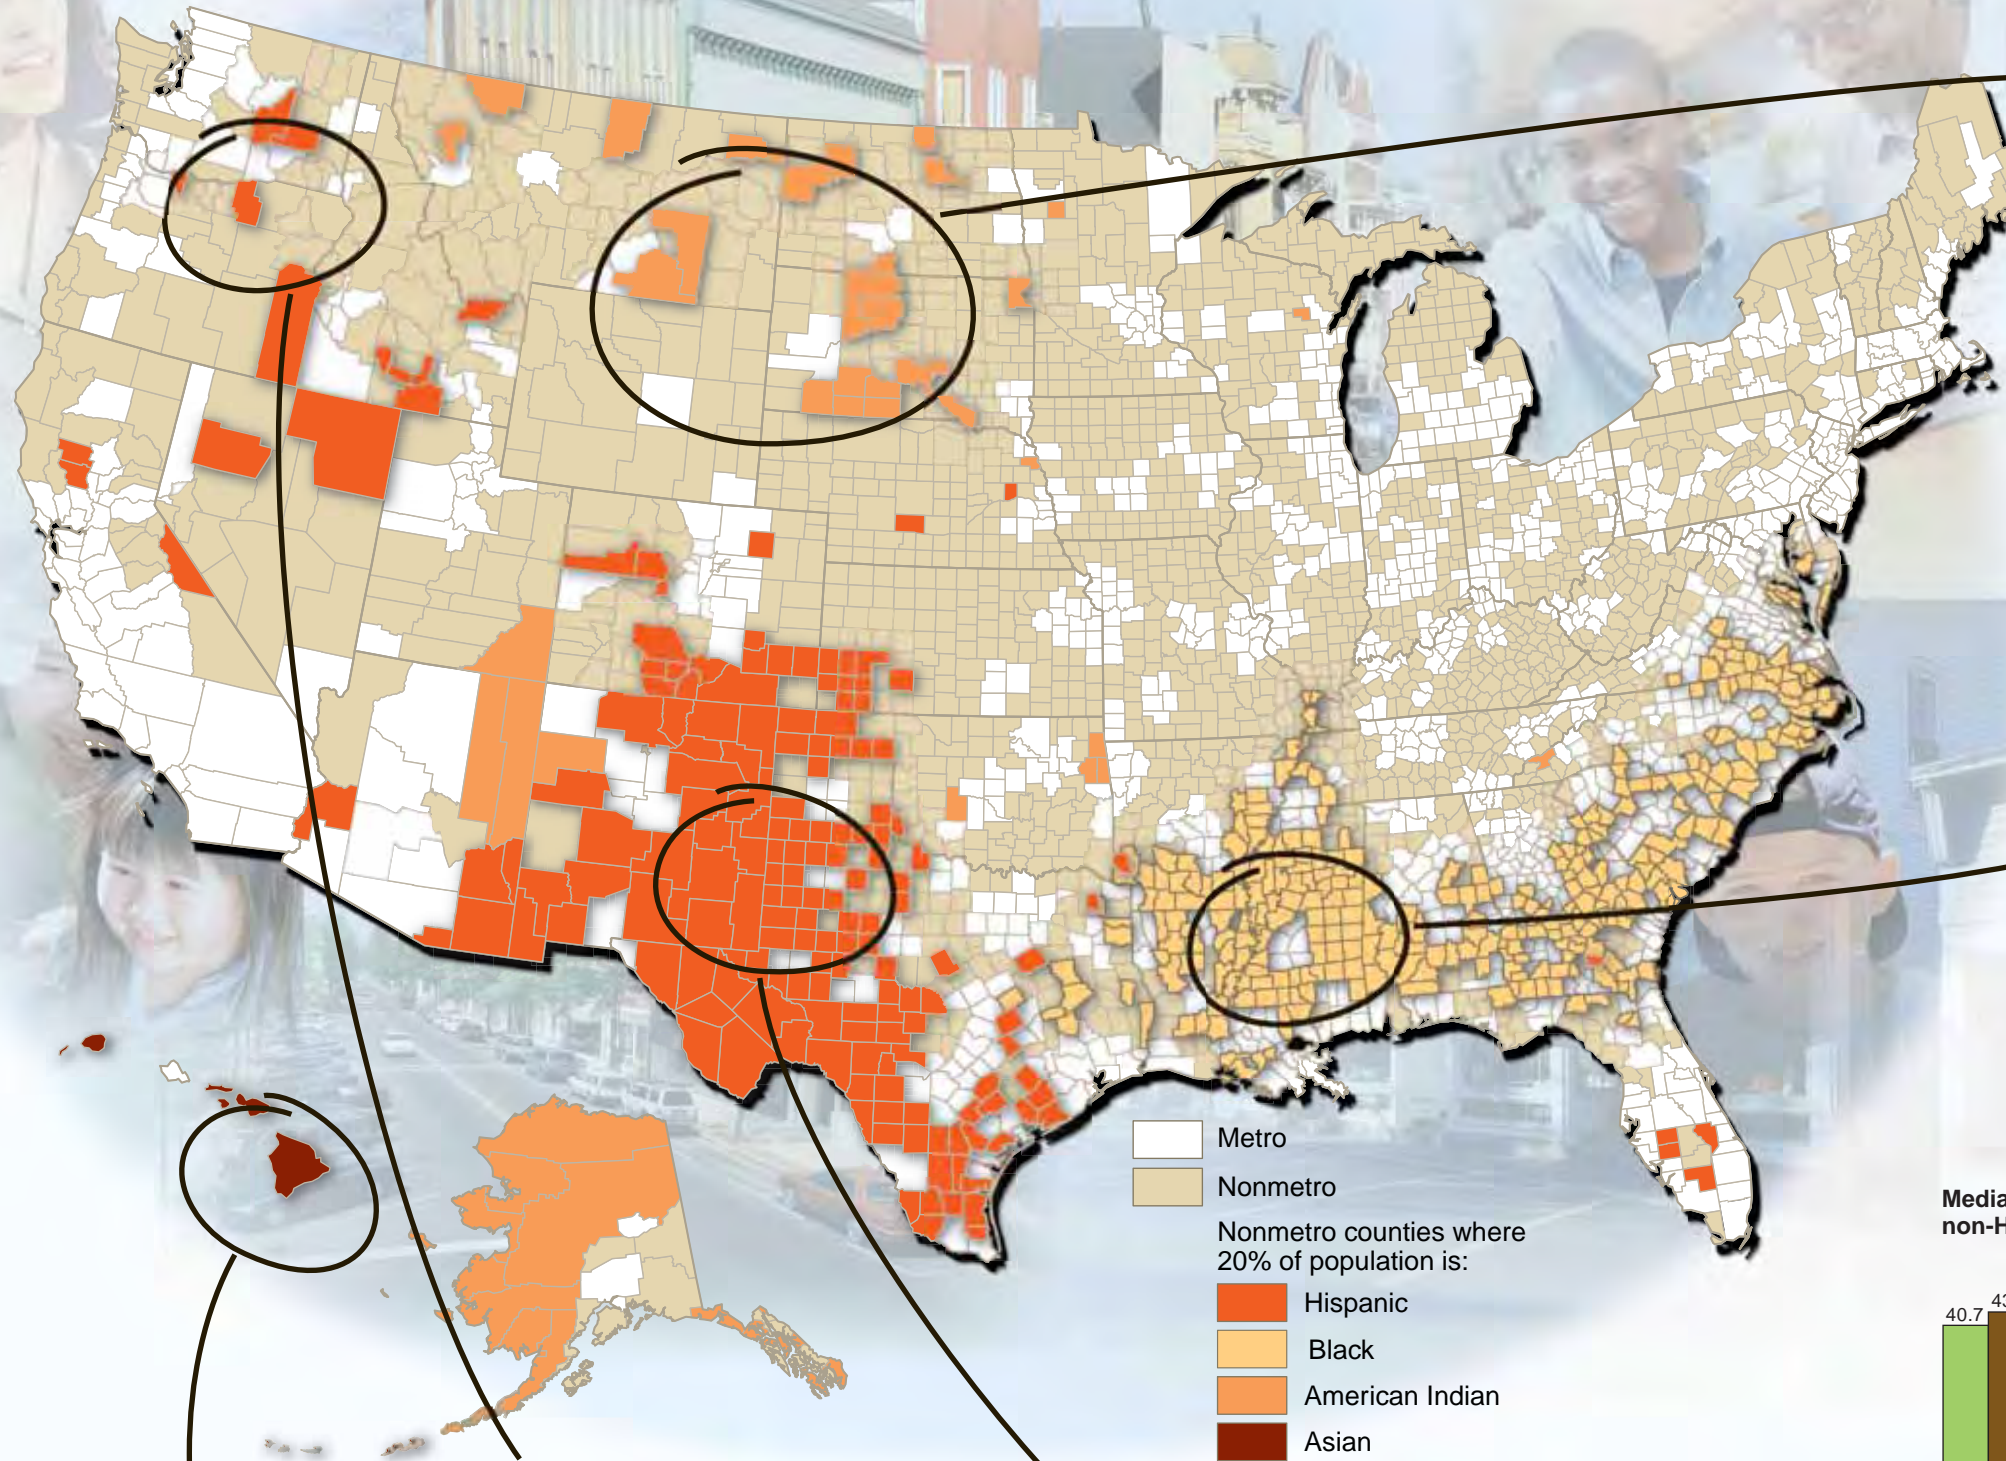 Metro
Nonmetro
Nonmetro counties where
20% of population is:
Hispanic
Black
American Indian
Asian
40.7